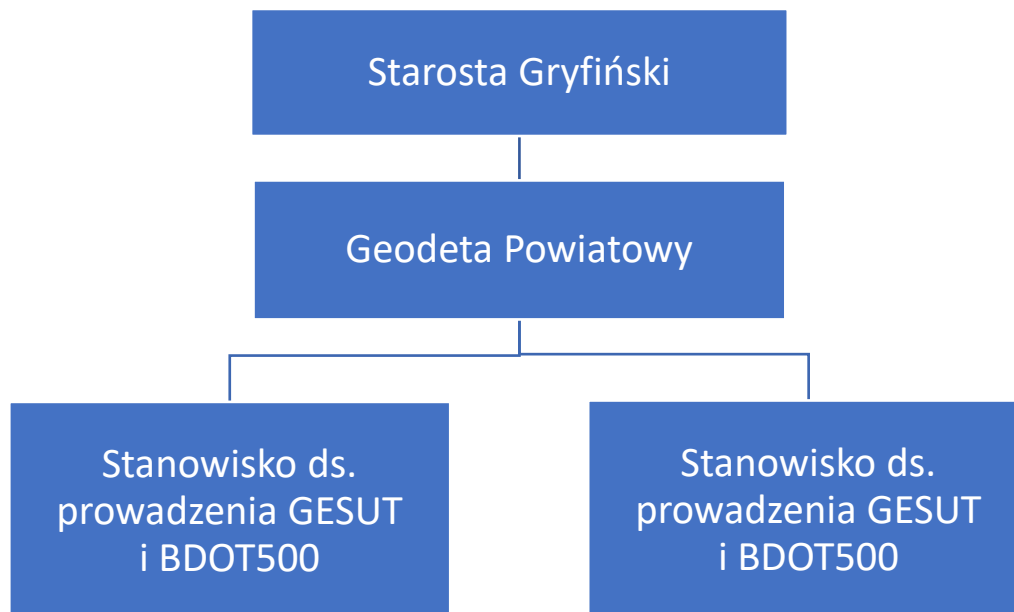 Starosta Gryfiński
Geodeta Powiatowy
Stanowisko ds.
prowadzenia GESUT
i BDOT500
Stanowisko ds.
prowadzenia GESUT
i BDOT500